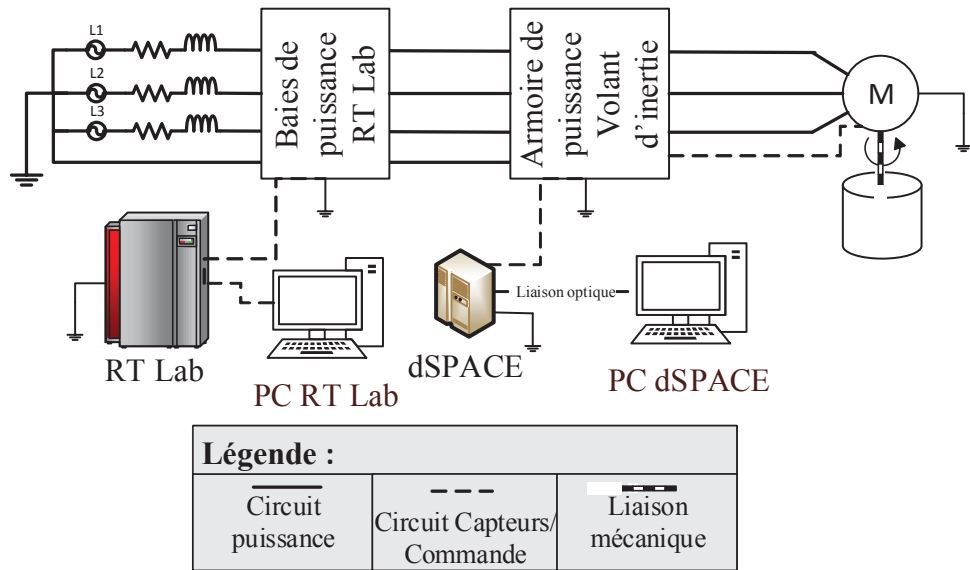 L1
L2
L3
Baies de
puissance
RT Lab
Armoire de
puissance
Volant
d'inertie
M
Liaison optique
RT Lab
PC RT Lab
dSPACE
PC dSPACE
Légende :
Circuit
puissance
Circuit Capteurs/
Commande
Liaison
mécanique